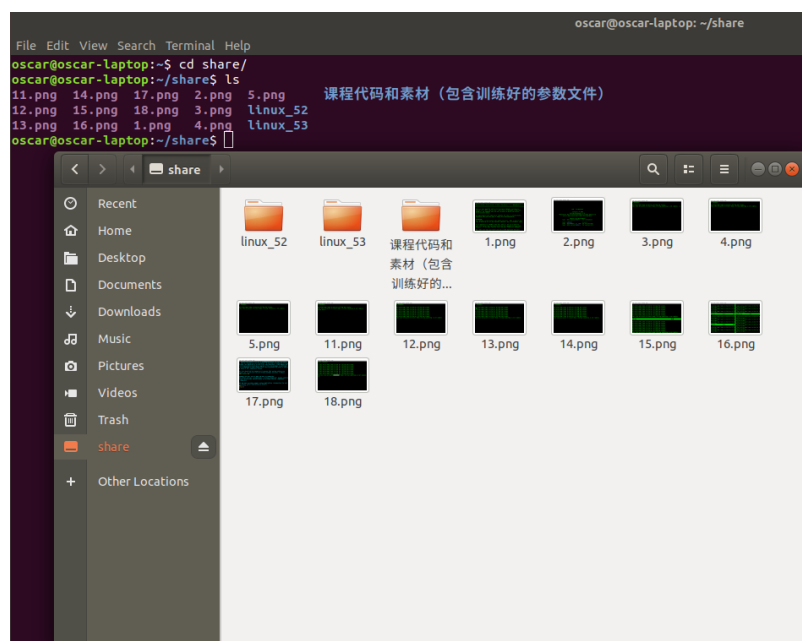 oscar@oscar-laptop: ~/share
File Edit View Search Terminal Help
oscar@oscar-laptop:~$ cd share/
oscar@oscar-laptop:~/share$ ls
11.png 14.png 17.png 2.png 5.png 课程代码和素材（包含训练好的参数文件）
12.png 15.png 18.png 3.png linux_52
13.png 16.png 1.png 4.png linux_53
oscar@oscar-laptop:~/share$
share
Recent
Home
Desktop
Documents
Downloads
Music
Pictures
Videos
Trash
share
Other Locations
linux_52 linux_53 课程代码和 1.png 2.png 3.png 4.png
素材（包含
训练好的...
5.png 11.png 12.png 13.png 14.png 15.png 16.png
17.png 18.png